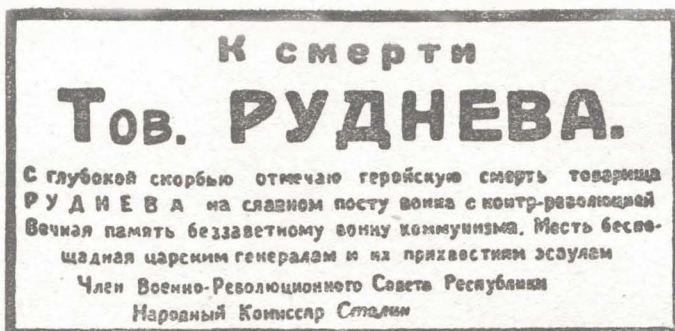 К смерти
Тов. РУДНЕВА.
С глубокой скорбью отмечаю геройскую смерть товарища
РУДНЕВА на славном посту воина с контр-революцией
Вечная память беззаветному воину коммунизма. Месть беспо-
щадная царским генералам и их прихвостням эсаулам
Член Военно-Революционного Совета Республики
Народный Комиссар Сталин